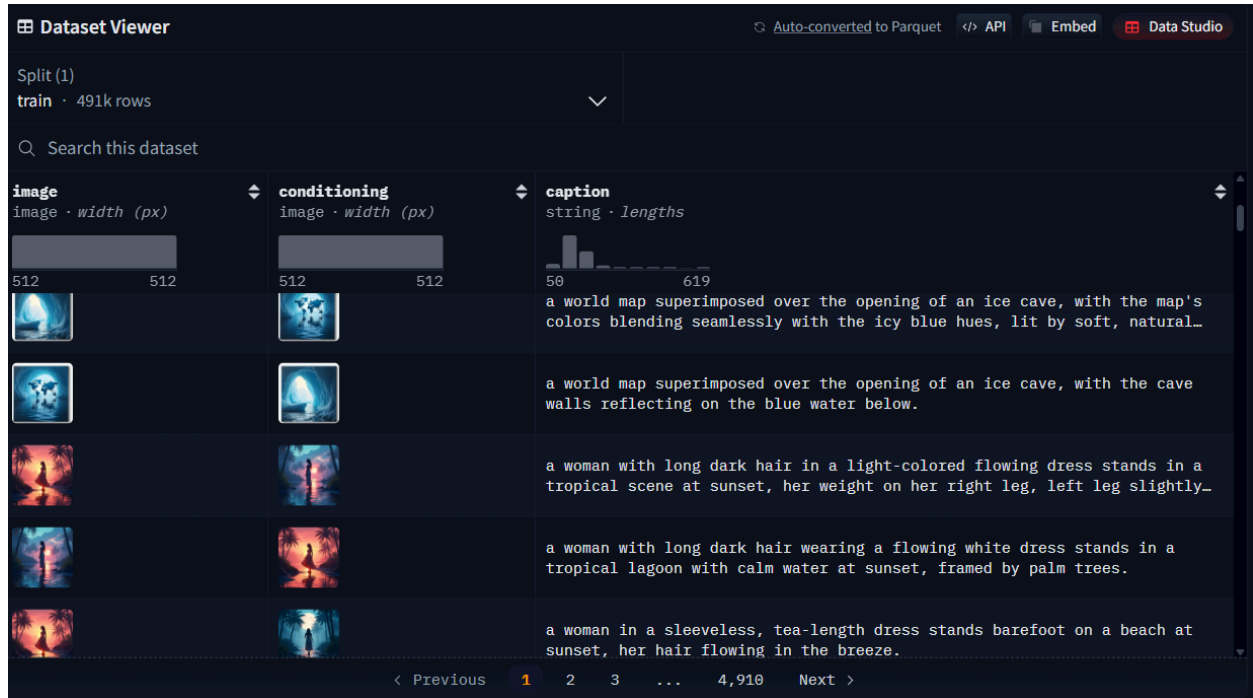 Dataset Viewer
Auto-converted to Parquet
API
Embed
Data Studio
Split (1)
train · 491k rows
Search this dataset
image
image · width (px)
512 512
conditioning
image · width (px)
512 512
caption
string · lengths
50 619
a world map superimposed over the opening of an ice cave, with the map's
colors blending seamlessly with the icy blue hues, lit by soft, natural…
a world map superimposed over the opening of an ice cave, with the cave
walls reflecting on the blue water below.
a woman with long dark hair in a light-colored flowing dress stands in a
tropical scene at sunset, her weight on her right leg, left leg slightly…
a woman with long dark hair wearing a flowing white dress stands in a
tropical lagoon with calm water at sunset, framed by palm trees.
a woman in a sleeveless, tea-length dress stands barefoot on a beach at
sunset, her hair flowing in the breeze.
< Previous 1 2 3 ... 4,910 Next >